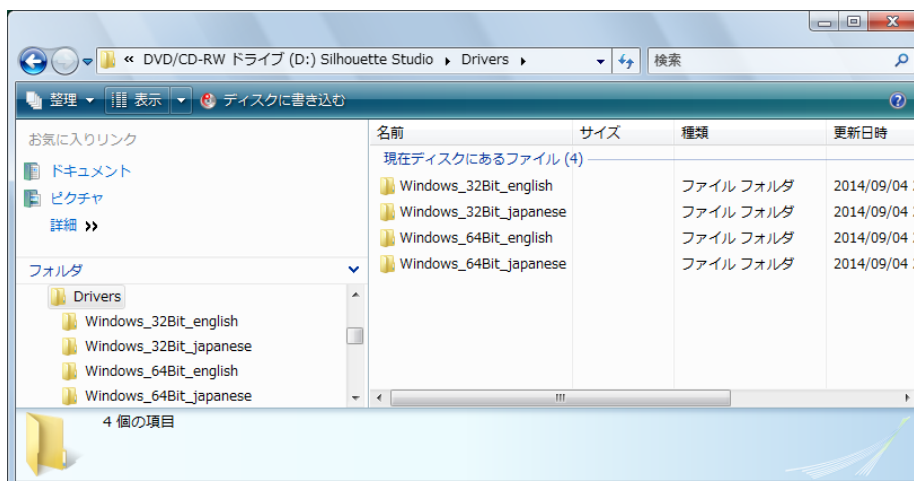 « DVD/CD-RW ドライブ (D:) Silhouette Studio ▸ Drivers ▸ 検索
整理 表示 ディスクに書き込む
お気に入りリンク
ドキュメント
ピクチャ
詳細 »
フォルダ
Drivers
Windows_32Bit_english
Windows_32Bit_japanese
Windows_64Bit_english
Windows_64Bit_japanese
名前 サイズ 種類 更新日時
現在ディスクにあるファイル (4)
Windows_32Bit_english ファイル フォルダ 2014/09/04
Windows_32Bit_japanese ファイル フォルダ 2014/09/04
Windows_64Bit_english ファイル フォルダ 2014/09/04
Windows_64Bit_japanese ファイル フォルダ 2014/09/04
4 個の項目